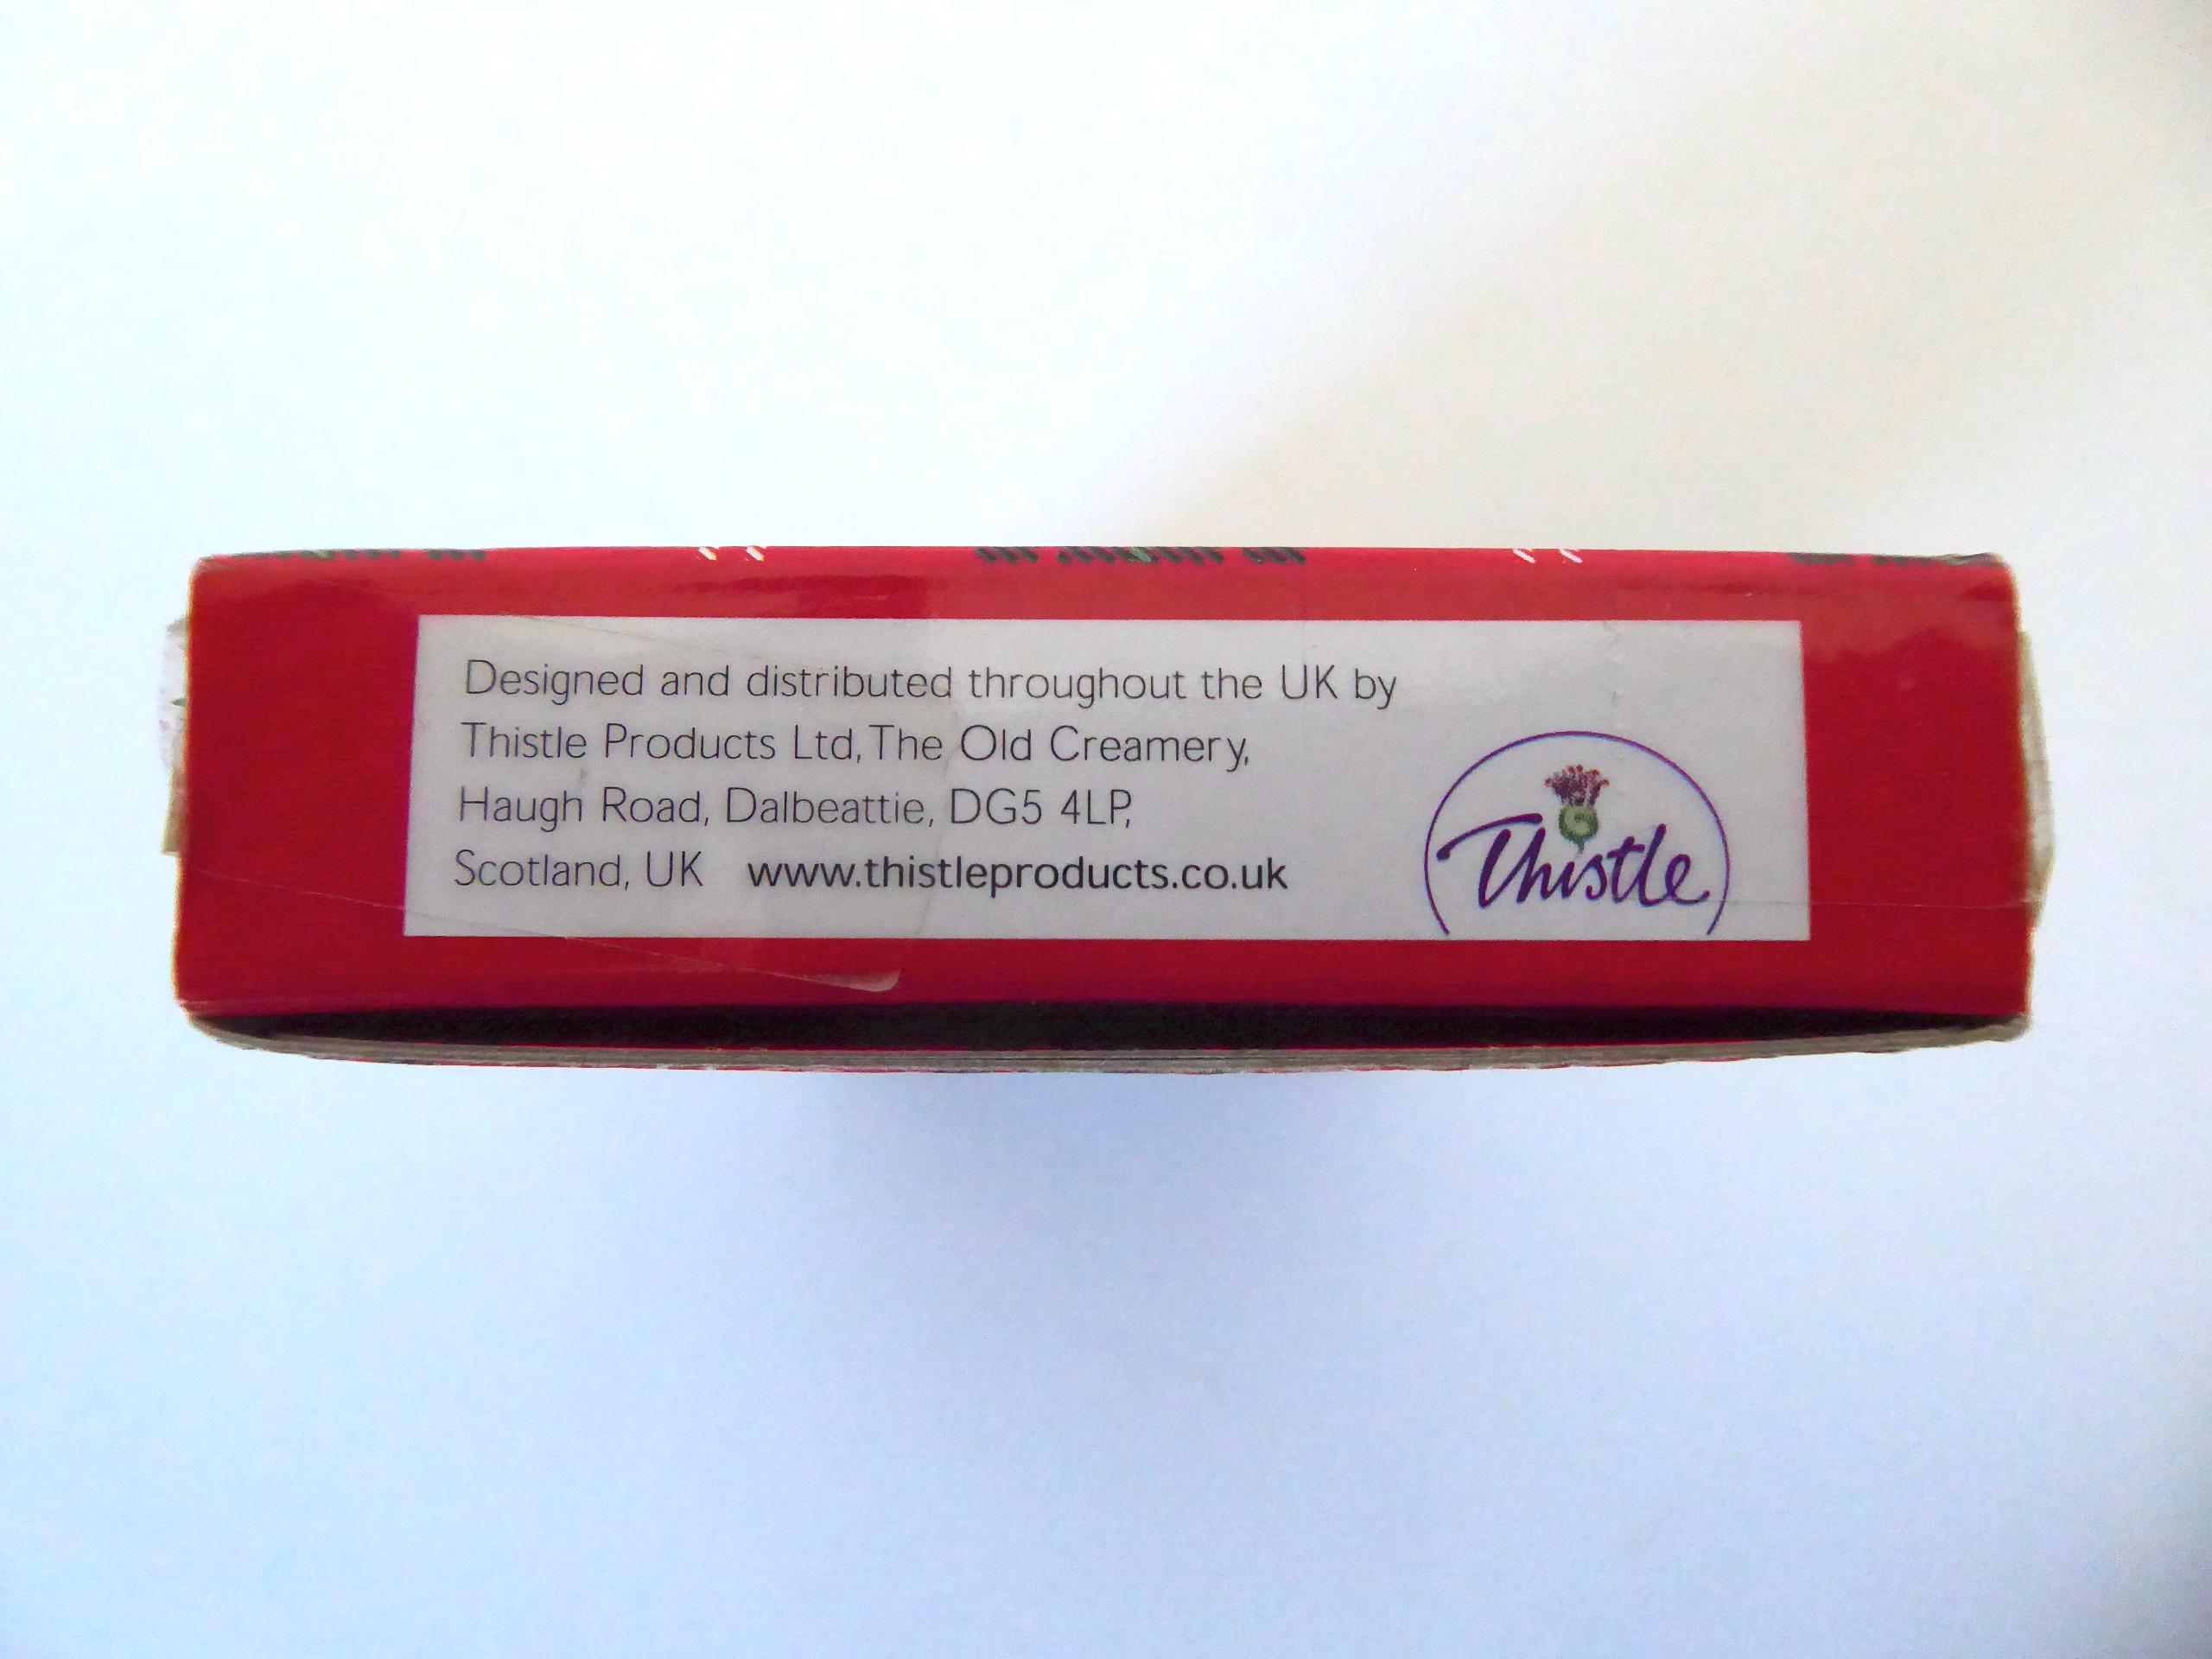 Designed and distributed throughout the UK by
Thistle Products Ltd, The Old Creamery,
Haugh Road, Dalbeattie, DG5 4LP,
Scotland, UK www.thistleproducts.co.uk
Thistle